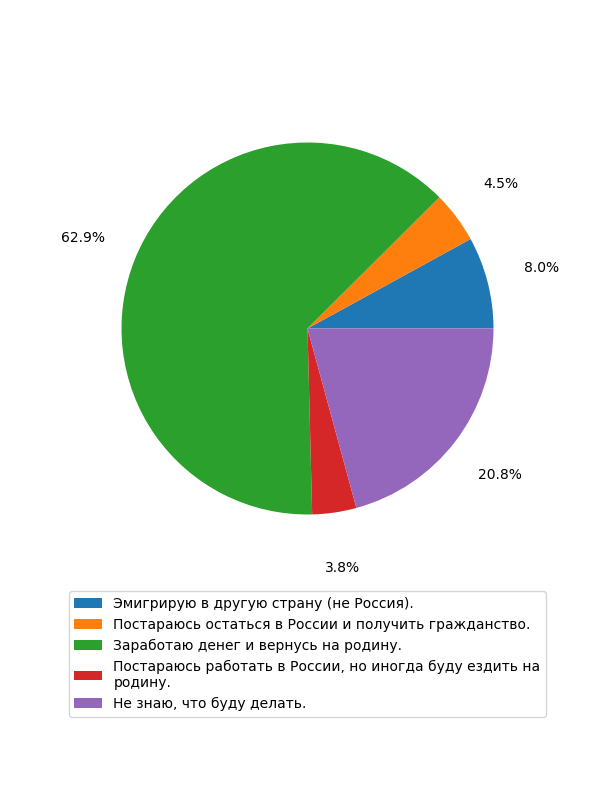 4.5%
62.9%
8.0%
20.8%
3.8%
Эмигрирую в другую страну (не Россия).
Постараюсь остаться в России и получить гражданство.
Заработаю денег и вернусь на родину.
Постараюсь работать в России, но иногда буду ездить на
родину.
Не знаю, что буду делать.